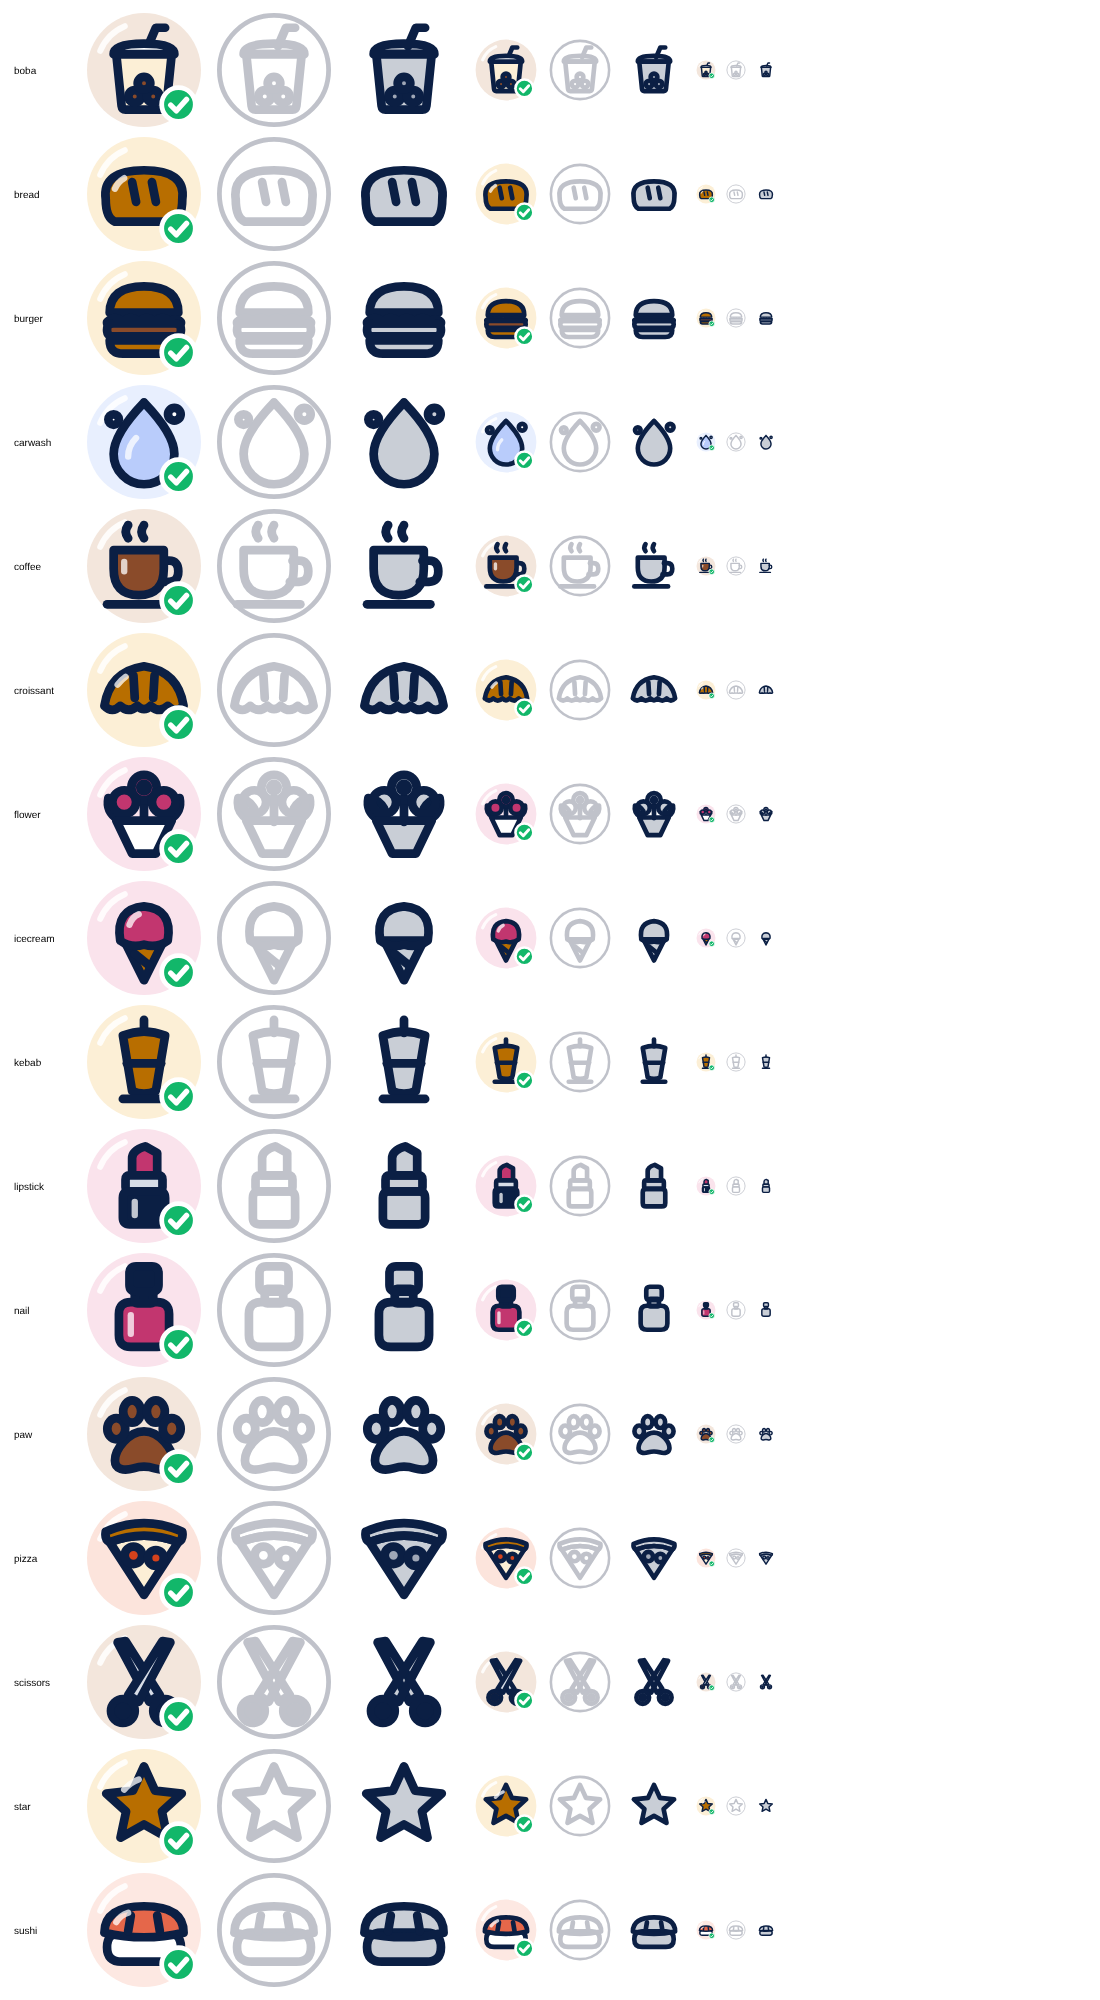 boba
bread
burger
carwash
coffee
croissant
flower
icecream
kebab
lipstick
nail
paw
pizza
scissors
star
sushi